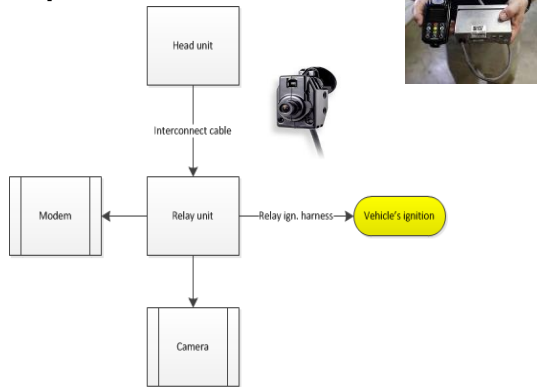 Head unit
Interconnect cable
Modem
Relay unit
Relay ign. harness
Vehicle's ignition
Camera